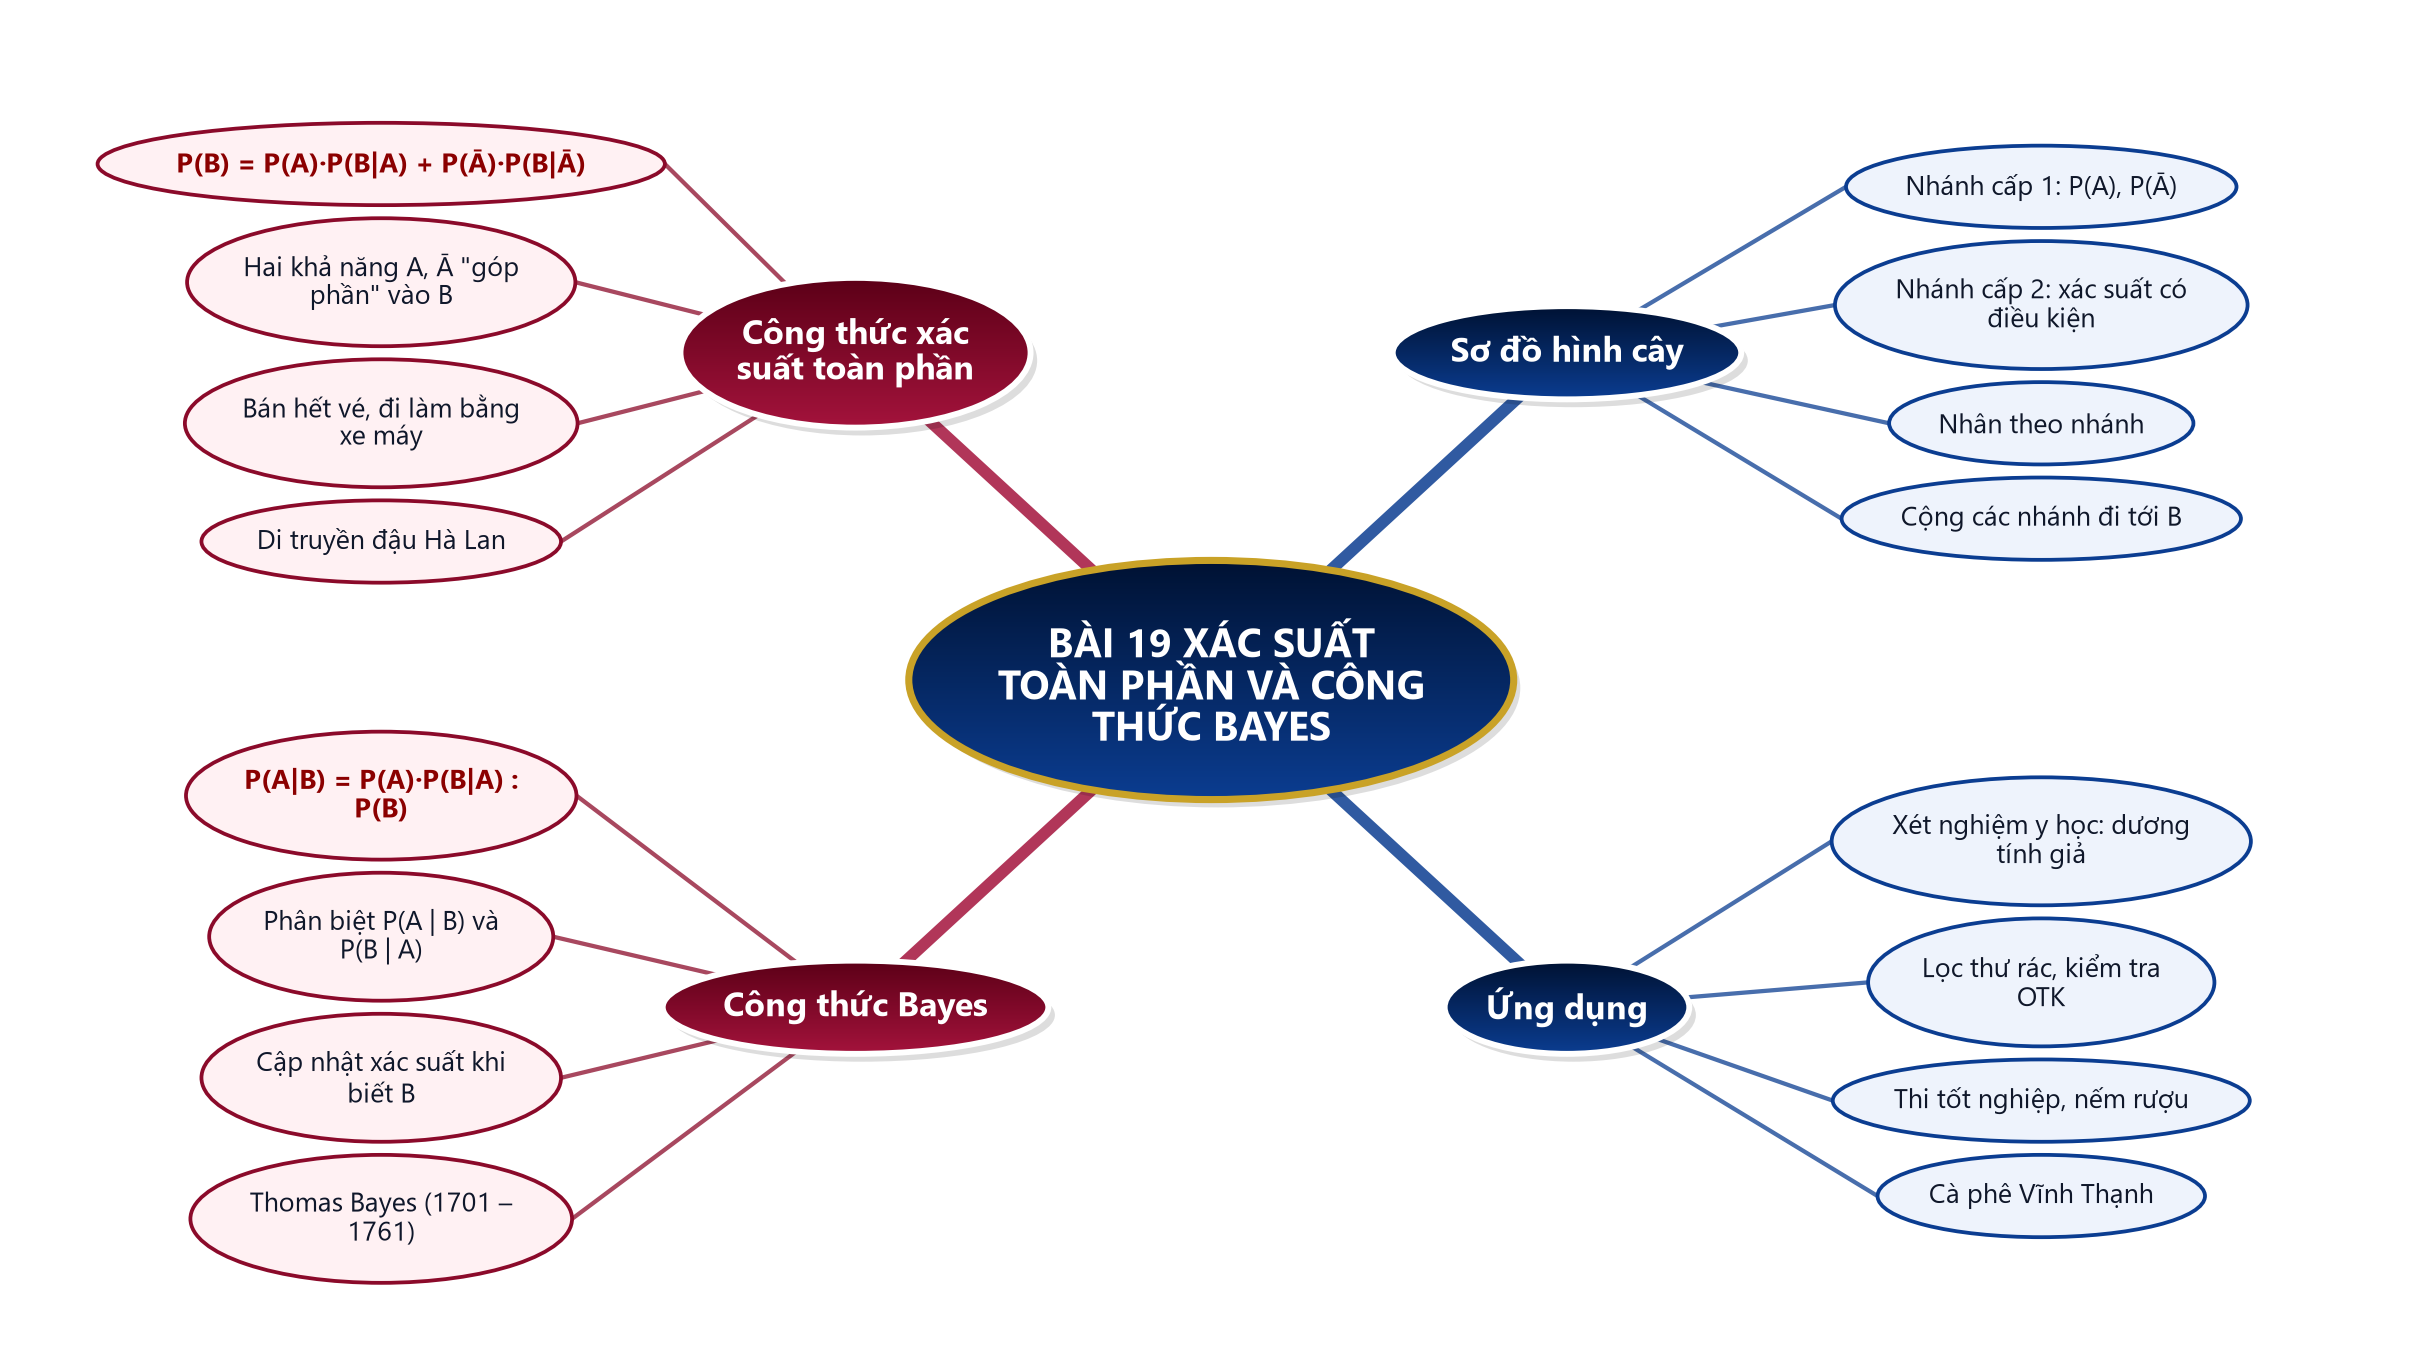 P(B) = P(A)·P(B|A) + P(Ā)·P(B|Ā)
Hai khả năng A, Ā "góp
phần" vào B
Bán hết vé, đi làm bằng
xe máy
Di truyền đậu Hà Lan
Công thức xác
suất toàn phần
Sơ đồ hình cây
Nhánh cấp 1: P(A), P(Ā)
Nhánh cấp 2: xác suất có
điều kiện
Nhân theo nhánh
Cộng các nhánh đi tới B
BÀI 19 XÁC SUẤT
TOÀN PHẦN VÀ CÔNG
THỨC BAYES
P(A|B) = P(A)·P(B|A) :
P(B)
Phân biệt P(A | B) và
P(B | A)
Cập nhật xác suất khi
biết B
Thomas Bayes (1701 –
1761)
Công thức Bayes
Ứng dụng
Xét nghiệm y học: dương
tính giả
Lọc thư rác, kiểm tra
OTK
Thi tốt nghiệp, nếm rượu
Cà phê Vĩnh Thạnh